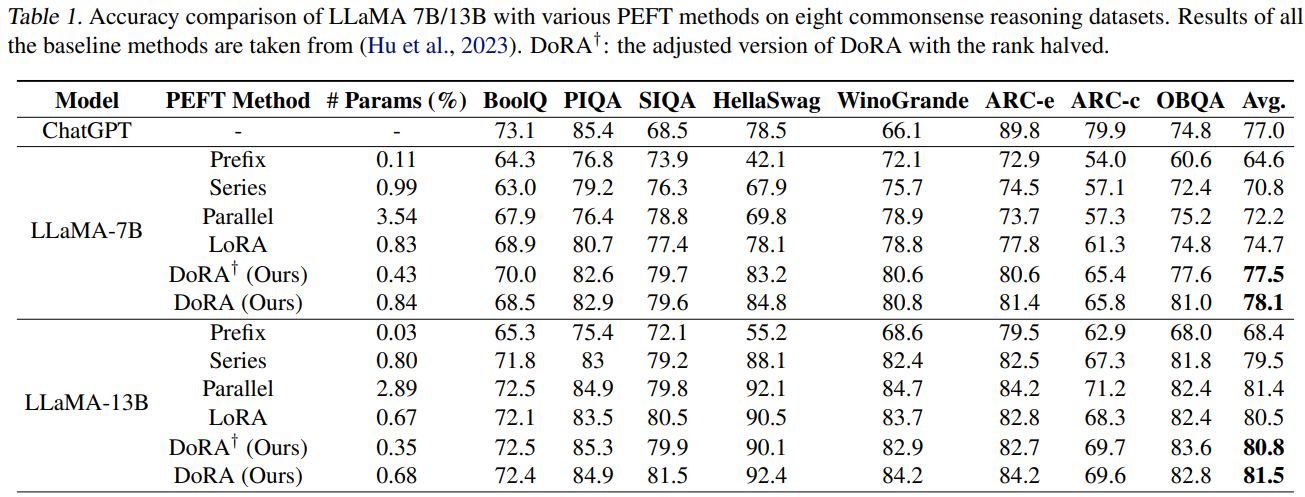 Table 1. Accuracy comparison of LLaMA 7B/13B with various PEFT methods on eight commonsense reasoning datasets. Results of all
the baseline methods are taken from (Hu et al., 2023). DoRA†: the adjusted version of DoRA with the rank halved.
Model PEFT Method # Params (%) BoolQ PIQA SIQA HellaSwag WinoGrande ARC-e ARC-c OBQA Avg.
ChatGPT - - 73.1 85.4 68.5 78.5 66.1 89.8 79.9 74.8 77.0
LLaMA-7B
Prefix 0.11 64.3 76.8 73.9 42.1 72.1 72.9 54.0 60.6 64.6
Series 0.99 63.0 79.2 76.3 67.9 75.7 74.5 57.1 72.4 70.8
Parallel 3.54 67.9 76.4 78.8 69.8 78.9 73.7 57.3 75.2 72.2
LoRA 0.83 68.9 80.7 77.4 78.1 78.8 77.8 61.3 74.8 74.7
DoRA† (Ours) 0.43 70.0 82.6 79.7 83.2 80.6 80.6 65.4 77.6 77.5
DoRA (Ours) 0.84 68.5 82.9 79.6 84.8 80.8 81.4 65.8 81.0 78.1
LLaMA-13B
Prefix 0.03 65.3 75.4 72.1 55.2 68.6 79.5 62.9 68.0 68.4
Series 0.80 71.8 83 79.2 88.1 82.4 82.5 67.3 81.8 79.5
Parallel 2.89 72.5 84.9 79.8 92.1 84.7 84.2 71.2 82.4 81.4
LoRA 0.67 72.1 83.5 80.5 90.5 83.7 82.8 68.3 82.4 80.5
DoRA† (Ours) 0.35 72.5 85.3 79.9 90.1 82.9 82.7 69.7 83.6 80.8
DoRA (Ours) 0.68 72.4 84.9 81.5 92.4 84.2 84.2 69.6 82.8 81.5